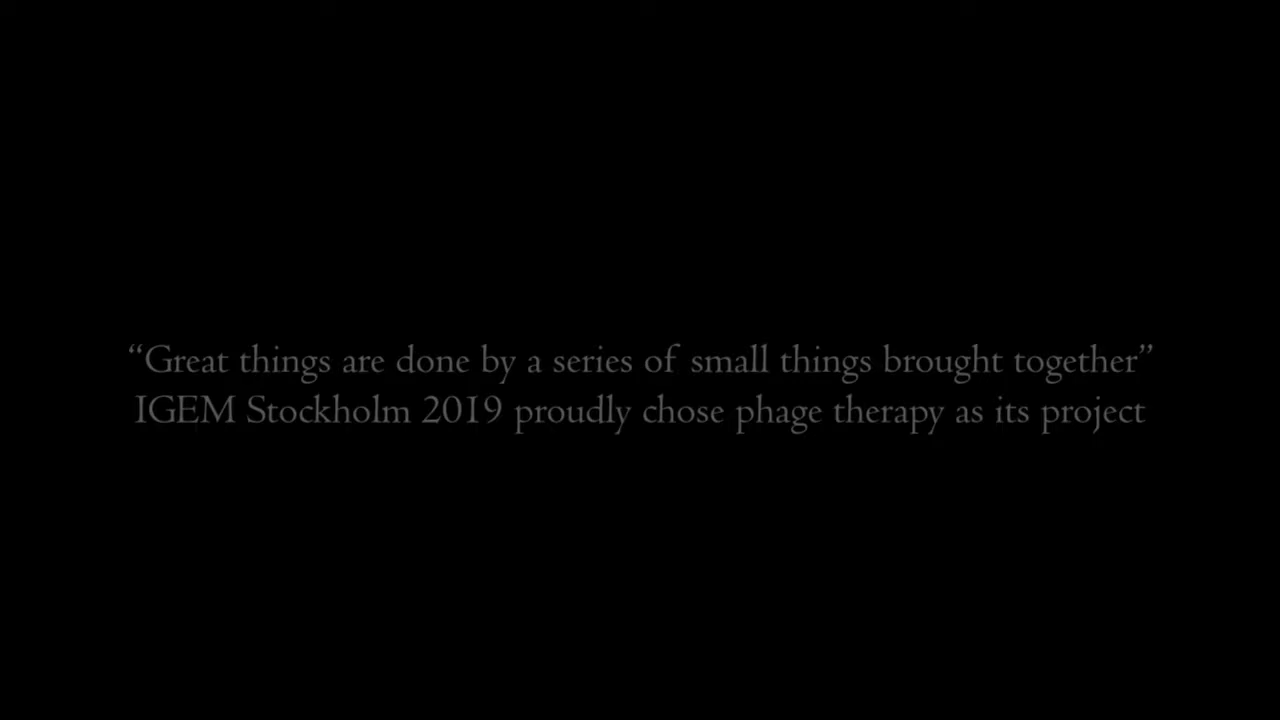 “Great things are done by a series of small things brought together”
IGEM Stockholm 2019 proudly chose phage therapy as its project